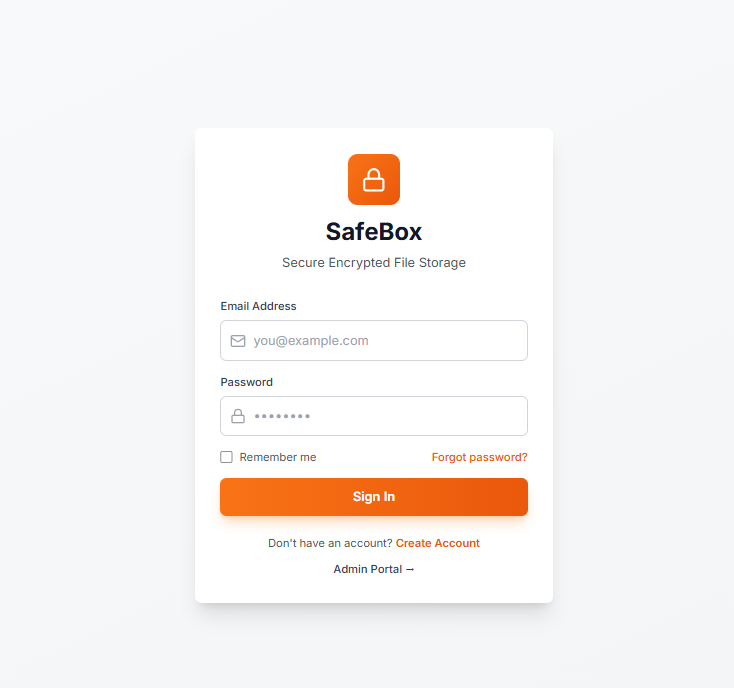 SafeBox
Secure Encrypted File Storage
Email Address
you@example.com
Password
••••••••
Remember me
Forgot password?
Sign In
Don't have an account? Create Account
Admin Portal →